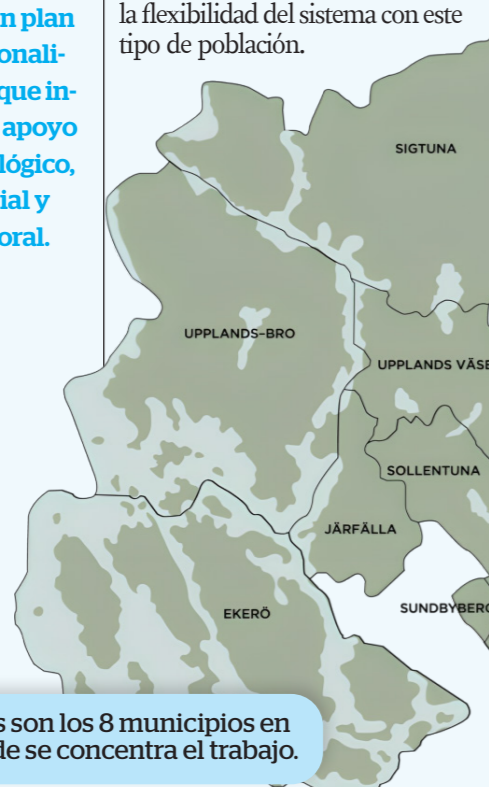 n plan
onali-
que in-
apoyo
lógico,
ial y
oral.
la flexibilidad del sistema con este
tipo de población.
SIGTUNA
UPPLANDS-BRO
UPPLANDS VÄSB
SOLLENTUNA
JÄRFÄLLA
SUNDBYBERG
EKERÖ
s son los 8 municipios en
de se concentra el trabajo.